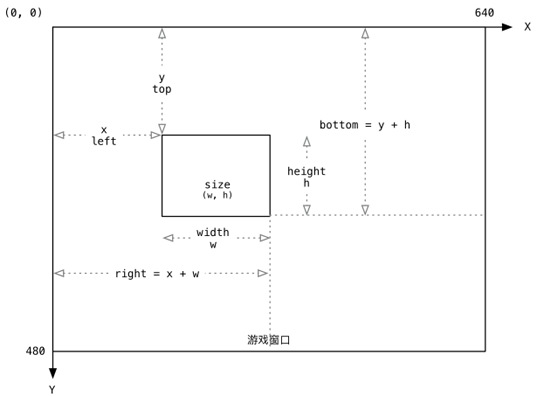 (0, 0)
640
X
y
top
x
left
bottom = y + h
height
h
size
(w, h)
width
w
right = x + w
游戏窗口
480
Y